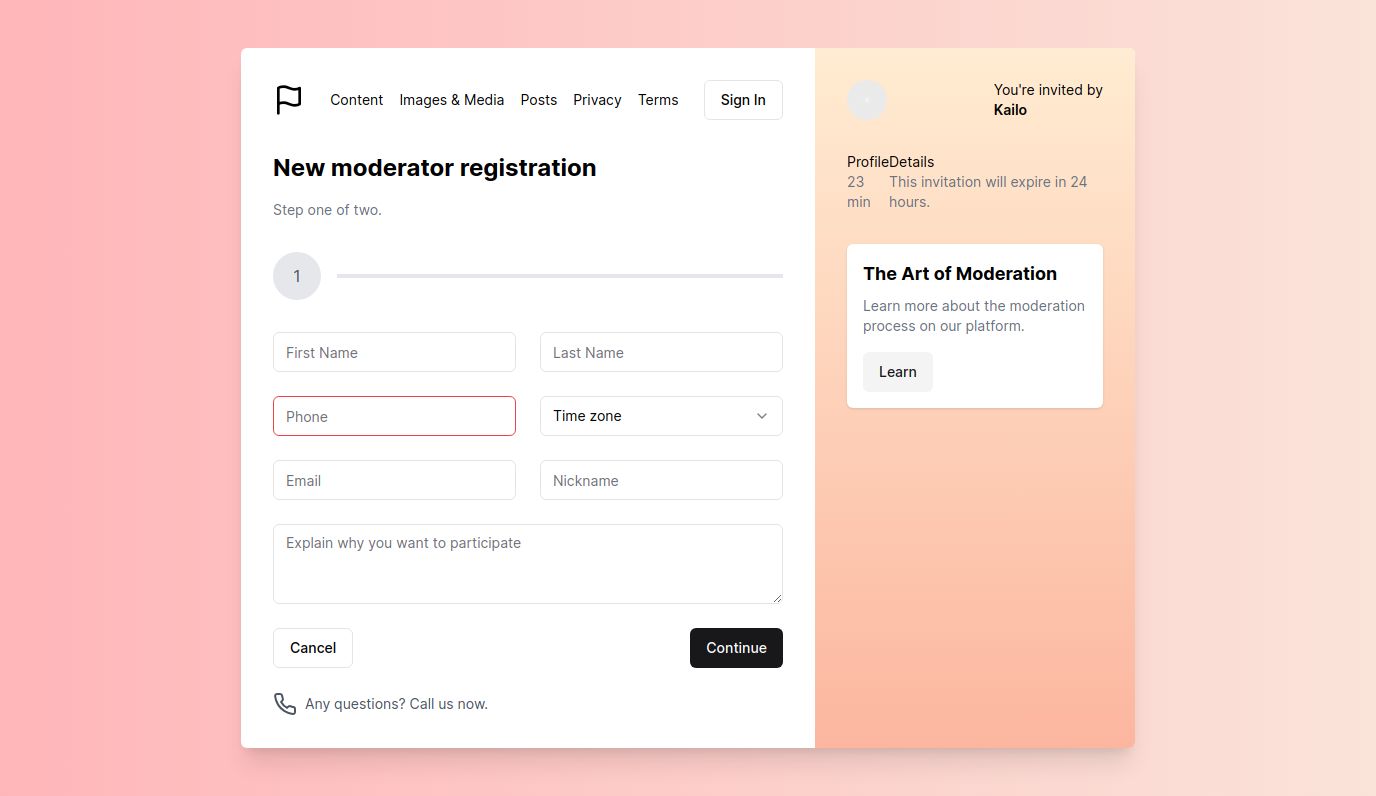 Content Images & Media Posts Privacy Terms Sign In
New moderator registration
Step one of two.
1
First Name Last Name
Phone Time zone
Email Nickname
Explain why you want to participate
Cancel Continue
Any questions? Call us now.
You're invited by
Kailo
Profile Details
23 This invitation will expire in 24
min hours.
The Art of Moderation
Learn more about the moderation
process on our platform.
Learn